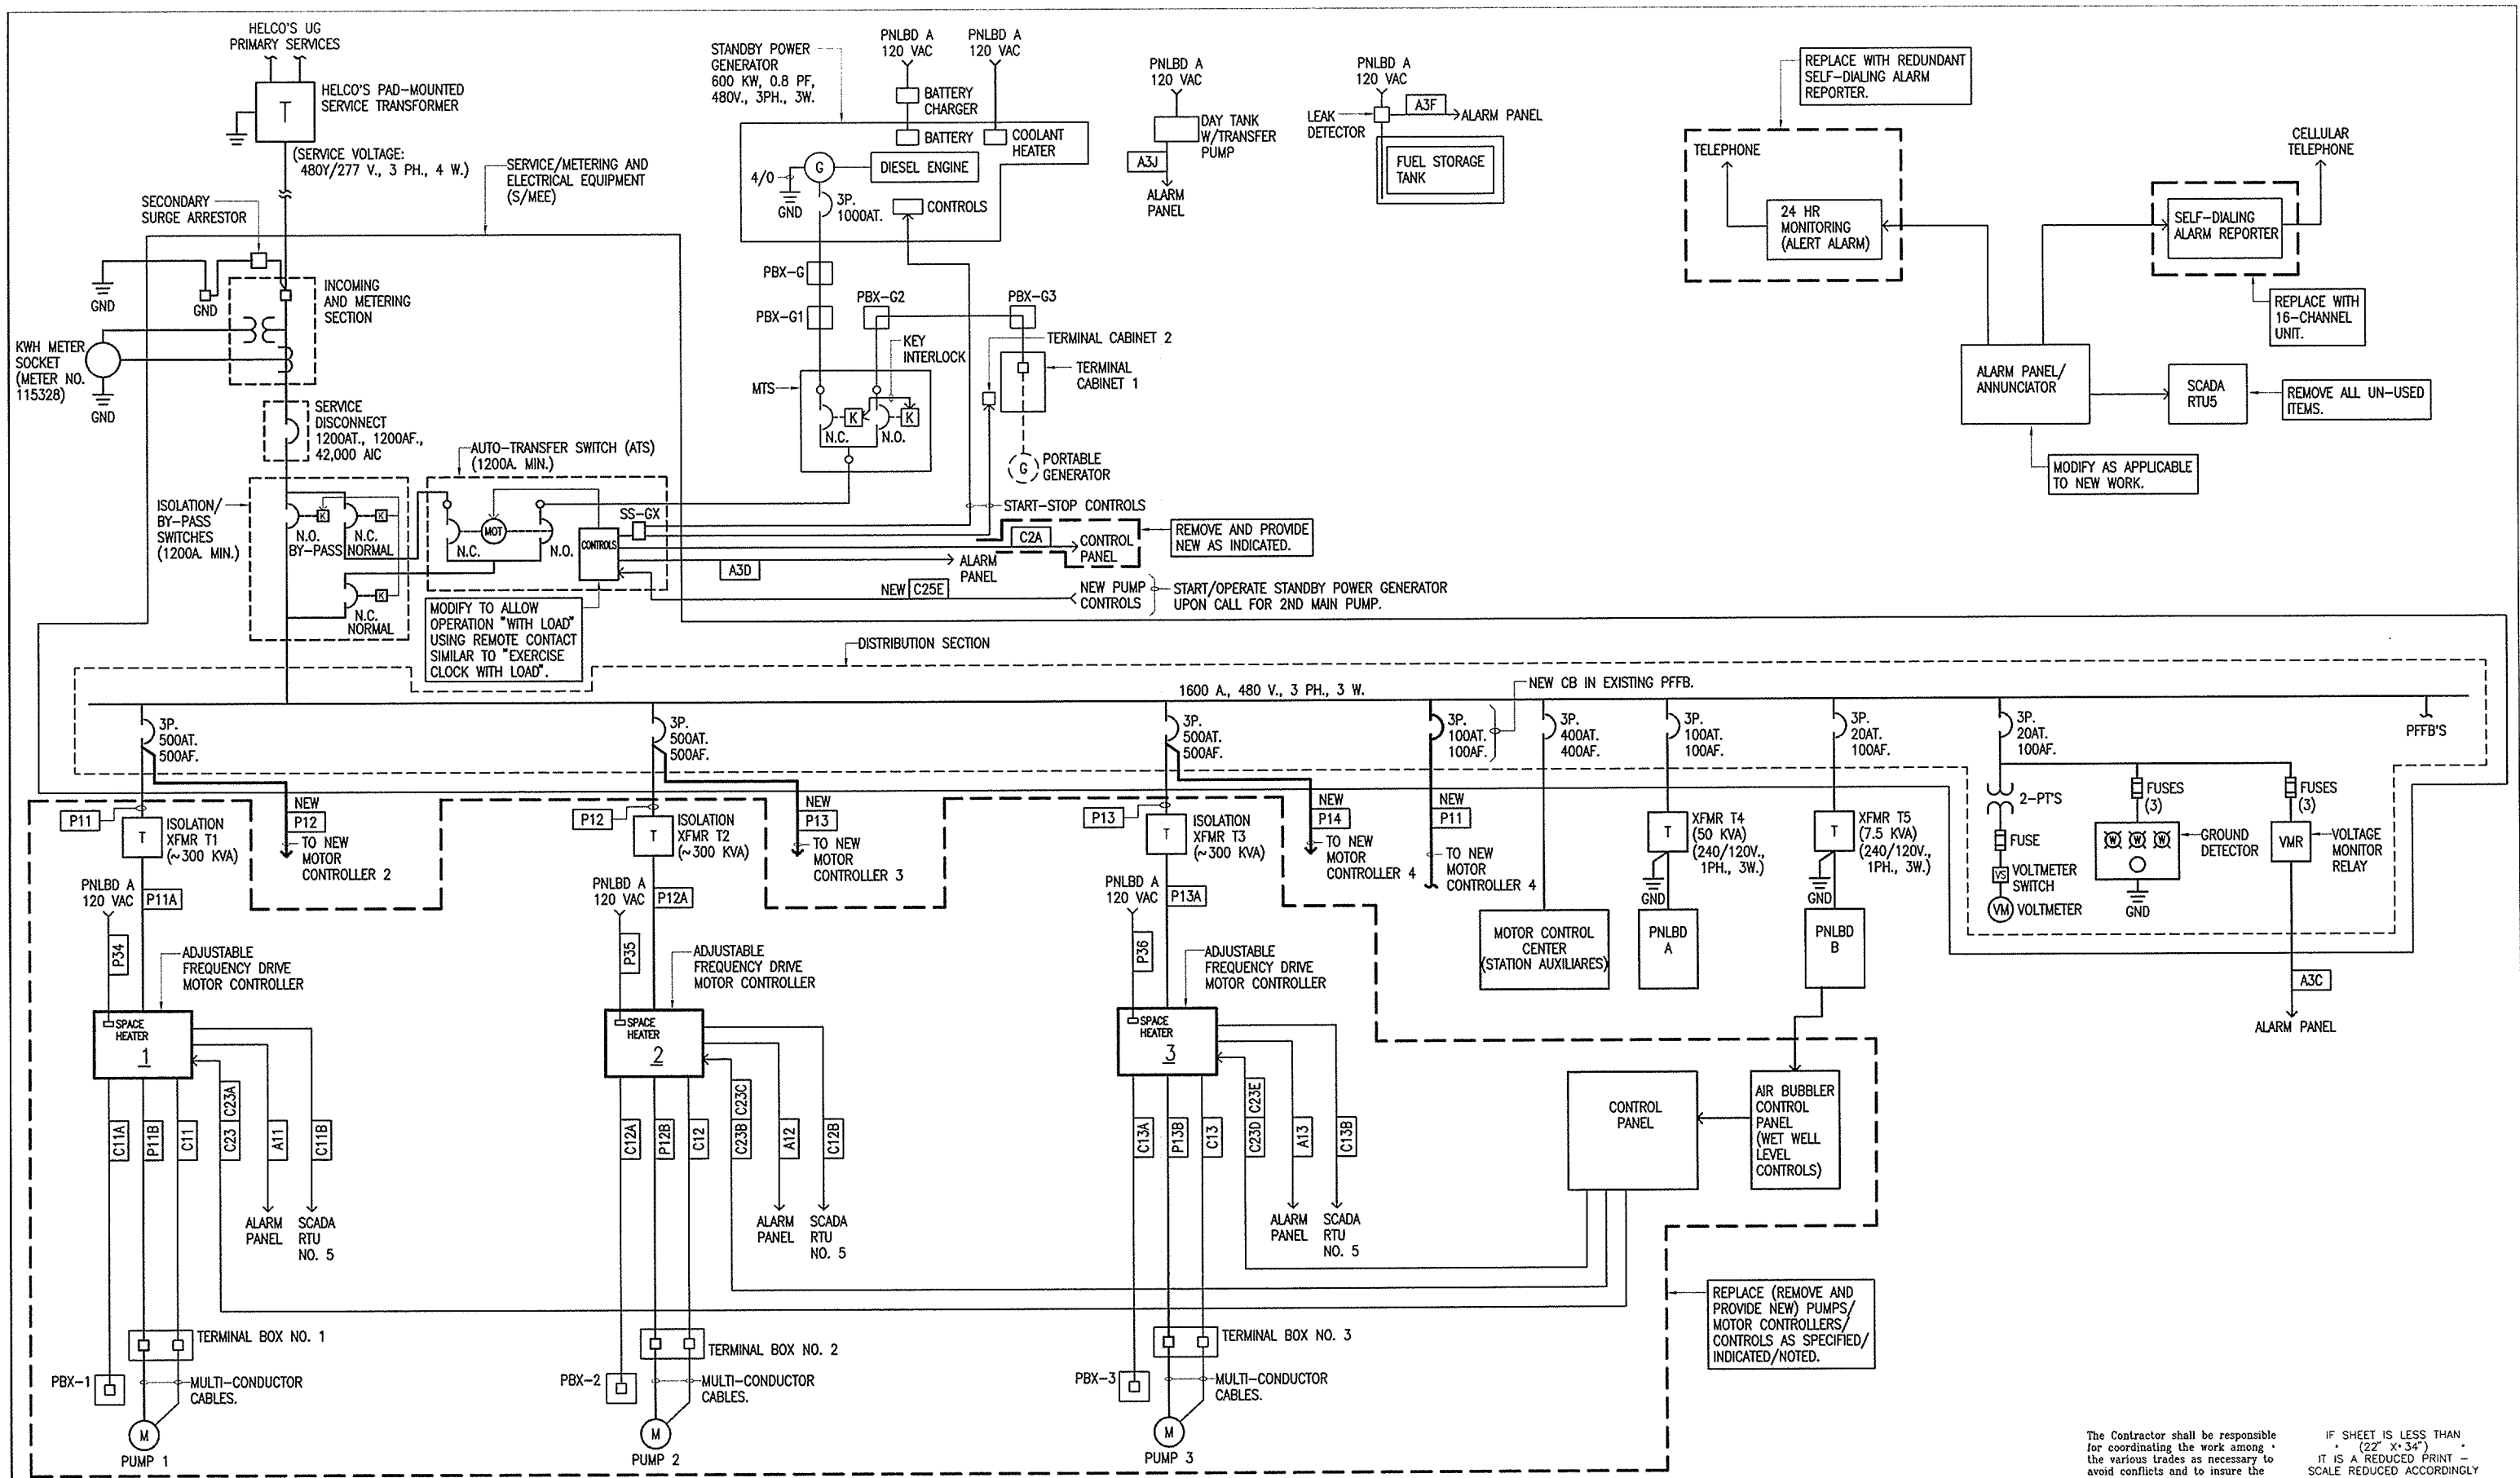 HELCO'S UG
PRIMARY SERVICES
T
HELCO'S PAD-MOUNTED
SERVICE TRANSFORMER
(SERVICE VOLTAGE:
480Y/277 V., 3 PH., 4 W.)
SERVICE/METERING AND
ELECTRICAL EQUIPMENT
(S/MEE)
SECONDARY
SURGE ARRESTOR
GND
GND
INCOMING
AND METERING
SECTION
KWH METER
SOCKET
(METER NO.
115328)
GND
SERVICE
DISCONNECT
1200AT., 1200AF.,
42,000 AIC
ISOLATION/
BY-PASS
SWITCHES
(1200A. MIN.)
K
K
N.O.
BY-PASS
N.C.
NORMAL
K
N.C.
NORMAL
AUTO-TRANSFER SWITCH (ATS)
(1200A. MIN.)
MOT
N.C.
N.O.
CONTROLS
SS-GX
MODIFY TO ALLOW
OPERATION "WITH LOAD"
USING REMOTE CONTACT
SIMILAR TO "EXERCISE
CLOCK WITH LOAD".
STANDBY POWER
GENERATOR
600 KW, 0.8 PF,
480V., 3PH., 3W.
PNLBD A
120 VAC
PNLBD A
120 VAC
BATTERY
CHARGER
BATTERY
COOLANT
HEATER
G
DIESEL ENGINE
4/0
GND
3P.
1000AT.
CONTROLS
PBX-G
PBX-G1
PBX-G2
PBX-G3
KEY
INTERLOCK
MTS
K
K
N.C.
N.O.
TERMINAL CABINET 2
TERMINAL
CABINET 1
G
PORTABLE
GENERATOR
START-STOP CONTROLS
C2A
CONTROL
PANEL
REMOVE AND PROVIDE
NEW AS INDICATED.
A3D
ALARM
PANEL
NEW
C25E
NEW PUMP
CONTROLS
START/OPERATE STANDBY POWER GENERATOR
UPON CALL FOR 2ND MAIN PUMP.
PNLBD A
120 VAC
DAY TANK
W/TRANSFER
PUMP
A3J
ALARM
PANEL
PNLBD A
120 VAC
LEAK
DETECTOR
A3F
ALARM PANEL
FUEL STORAGE
TANK
REPLACE WITH REDUNDANT
SELF-DIALING ALARM
REPORTER.
TELEPHONE
24 HR
MONITORING
(ALERT ALARM)
CELLULAR
TELEPHONE
SELF-DIALING
ALARM REPORTER
REPLACE WITH
16-CHANNEL
UNIT.
ALARM PANEL/
ANNUNCIATOR
SCADA
RTU5
REMOVE ALL UN-USED
ITEMS.
MODIFY AS APPLICABLE
TO NEW WORK.
DISTRIBUTION SECTION
1600 A., 480 V., 3 PH., 3 W.
NEW CB IN EXISTING PFFB.
3P.
500AT.
500AF.
3P.
500AT.
500AF.
3P.
500AT.
500AF.
3P.
100AT.
100AF.
3P.
400AT.
400AF.
3P.
100AT.
100AF.
3P.
20AT.
100AF.
3P.
20AT.
100AF.
PFFB'S
P11
T
ISOLATION
XFMR T1
(~300 KVA)
NEW
P12
TO NEW
MOTOR
CONTROLLER 2
P12
T
ISOLATION
XFMR T2
(~300 KVA)
NEW
P13
TO NEW
MOTOR
CONTROLLER 3
P13
T
ISOLATION
XFMR T3
(~300 KVA)
NEW
P14
TO NEW
MOTOR
CONTROLLER 4
NEW
P11
TO NEW
MOTOR
CONTROLLER 4
T
XFMR T4
(50 KVA)
(240/120V.,
1PH., 3W.)
GND
T
XFMR T5
(7.5 KVA)
(240/120V.,
1PH., 3W.)
GND
2-PT'S
FUSE
VS
VOLTMETER
SWITCH
VM
VOLTMETER
FUSES
(3)
W W W
GROUND
DETECTOR
GND
FUSES
(3)
VMR
VOLTAGE
MONITOR
RELAY
A3C
ALARM PANEL
MOTOR CONTROL
CENTER
(STATION AUXILIARES)
PNLBD
A
PNLBD
B
PNLBD A
120 VAC
P11A
P34
ADJUSTABLE
FREQUENCY DRIVE
MOTOR CONTROLLER
SPACE
HEATER
1
C11A
P11B
C11
C23
C23A
A11
C11B
ALARM
PANEL
SCADA
RTU
NO. 5
TERMINAL BOX NO. 1
PBX-1
MULTI-CONDUCTOR
CABLES.
M
PUMP 1
PNLBD A
120 VAC
P12A
P35
ADJUSTABLE
FREQUENCY DRIVE
MOTOR CONTROLLER
SPACE
HEATER
2
C12A
P12B
C12
C23B
C23C
A12
C12B
ALARM
PANEL
SCADA
RTU
NO. 5
TERMINAL BOX NO. 2
PBX-2
MULTI-CONDUCTOR
CABLES.
M
PUMP 2
PNLBD A
120 VAC
P13A
P36
ADJUSTABLE
FREQUENCY DRIVE
MOTOR CONTROLLER
SPACE
HEATER
3
C13A
P13B
C13
C23D
C23E
A13
C13B
ALARM
PANEL
SCADA
RTU
NO. 5
TERMINAL BOX NO. 3
PBX-3
MULTI-CONDUCTOR
CABLES.
M
PUMP 3
CONTROL
PANEL
AIR BUBBLER
CONTROL
PANEL
(WET WELL
LEVEL
CONTROLS)
REPLACE (REMOVE AND
PROVIDE NEW) PUMPS/
MOTOR CONTROLLERS/
CONTROLS AS SPECIFIED/
INDICATED/NOTED.
The Contractor shall be responsible
for coordinating the work among
the various trades as necessary to
avoid conflicts and to insure the
IF SHEET IS LESS THAN
(22" X 34")
IT IS A REDUCED PRINT -
SCALE REDUCED ACCORDINGLY